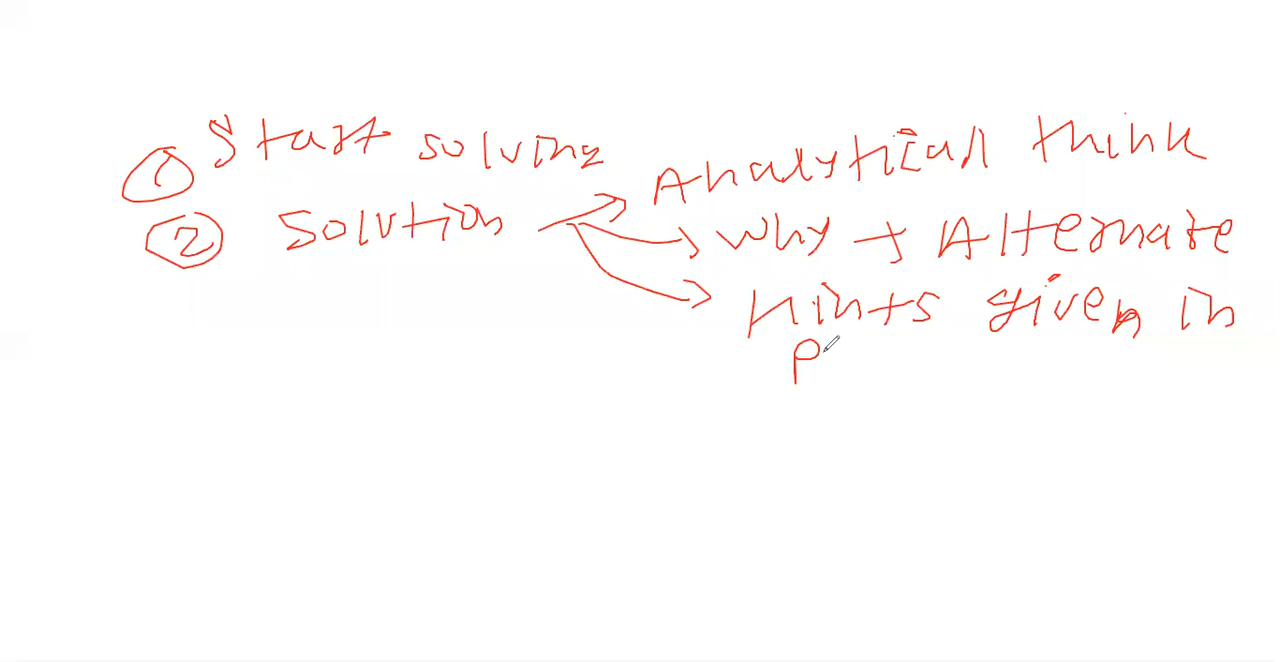 ① Start solving
② Solution → Analytical think
→ Why + Alternate
→ Hints given in
P